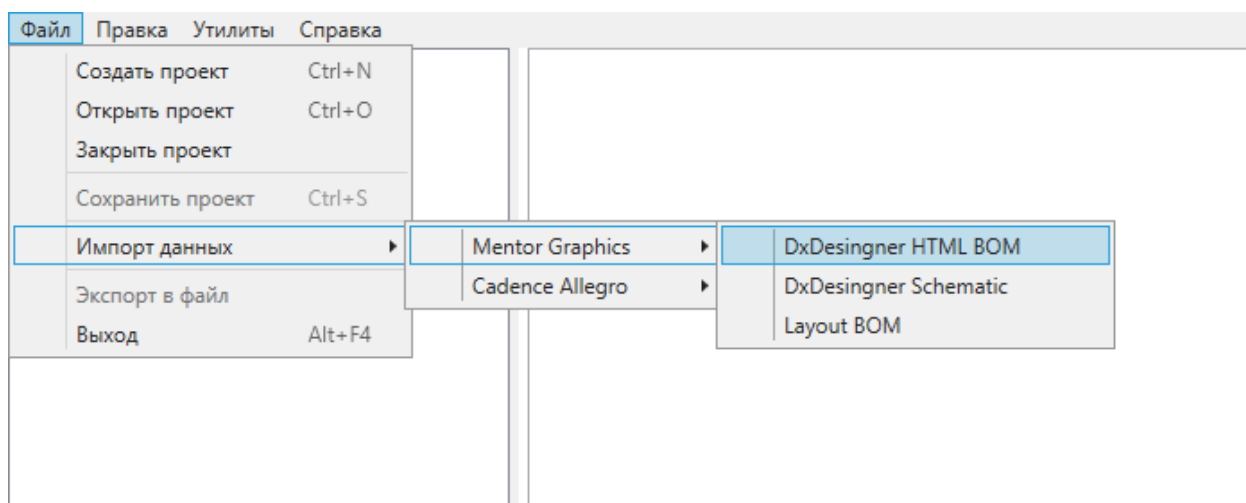 Файл Правка Утилиты Справка
Создать проект Ctrl+N
Открыть проект Ctrl+O
Закрыть проект
Сохранить проект Ctrl+S
Импорт данных Mentor Graphics DxDesingner HTML BOM
Экспорт в файл Cadence Allegro DxDesingner Schematic
Выход Alt+F4 Layout BOM